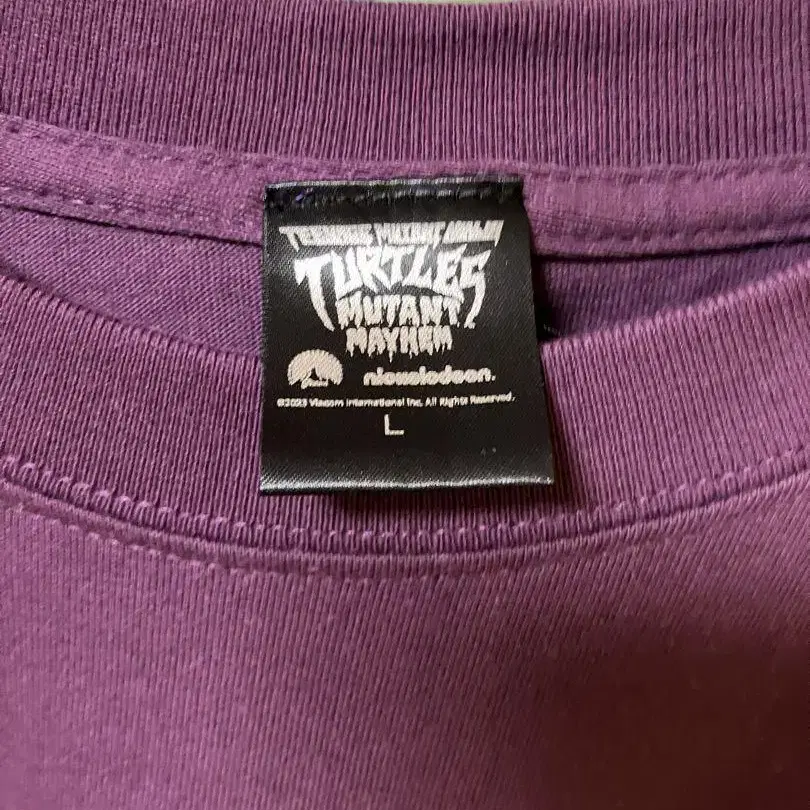 TEENAGE MUTANT NINJA
TURTLES
MUTANT
MAYHEM
nickelodeon.
©2023 Viacom International Inc. All Rights Reserved.
L